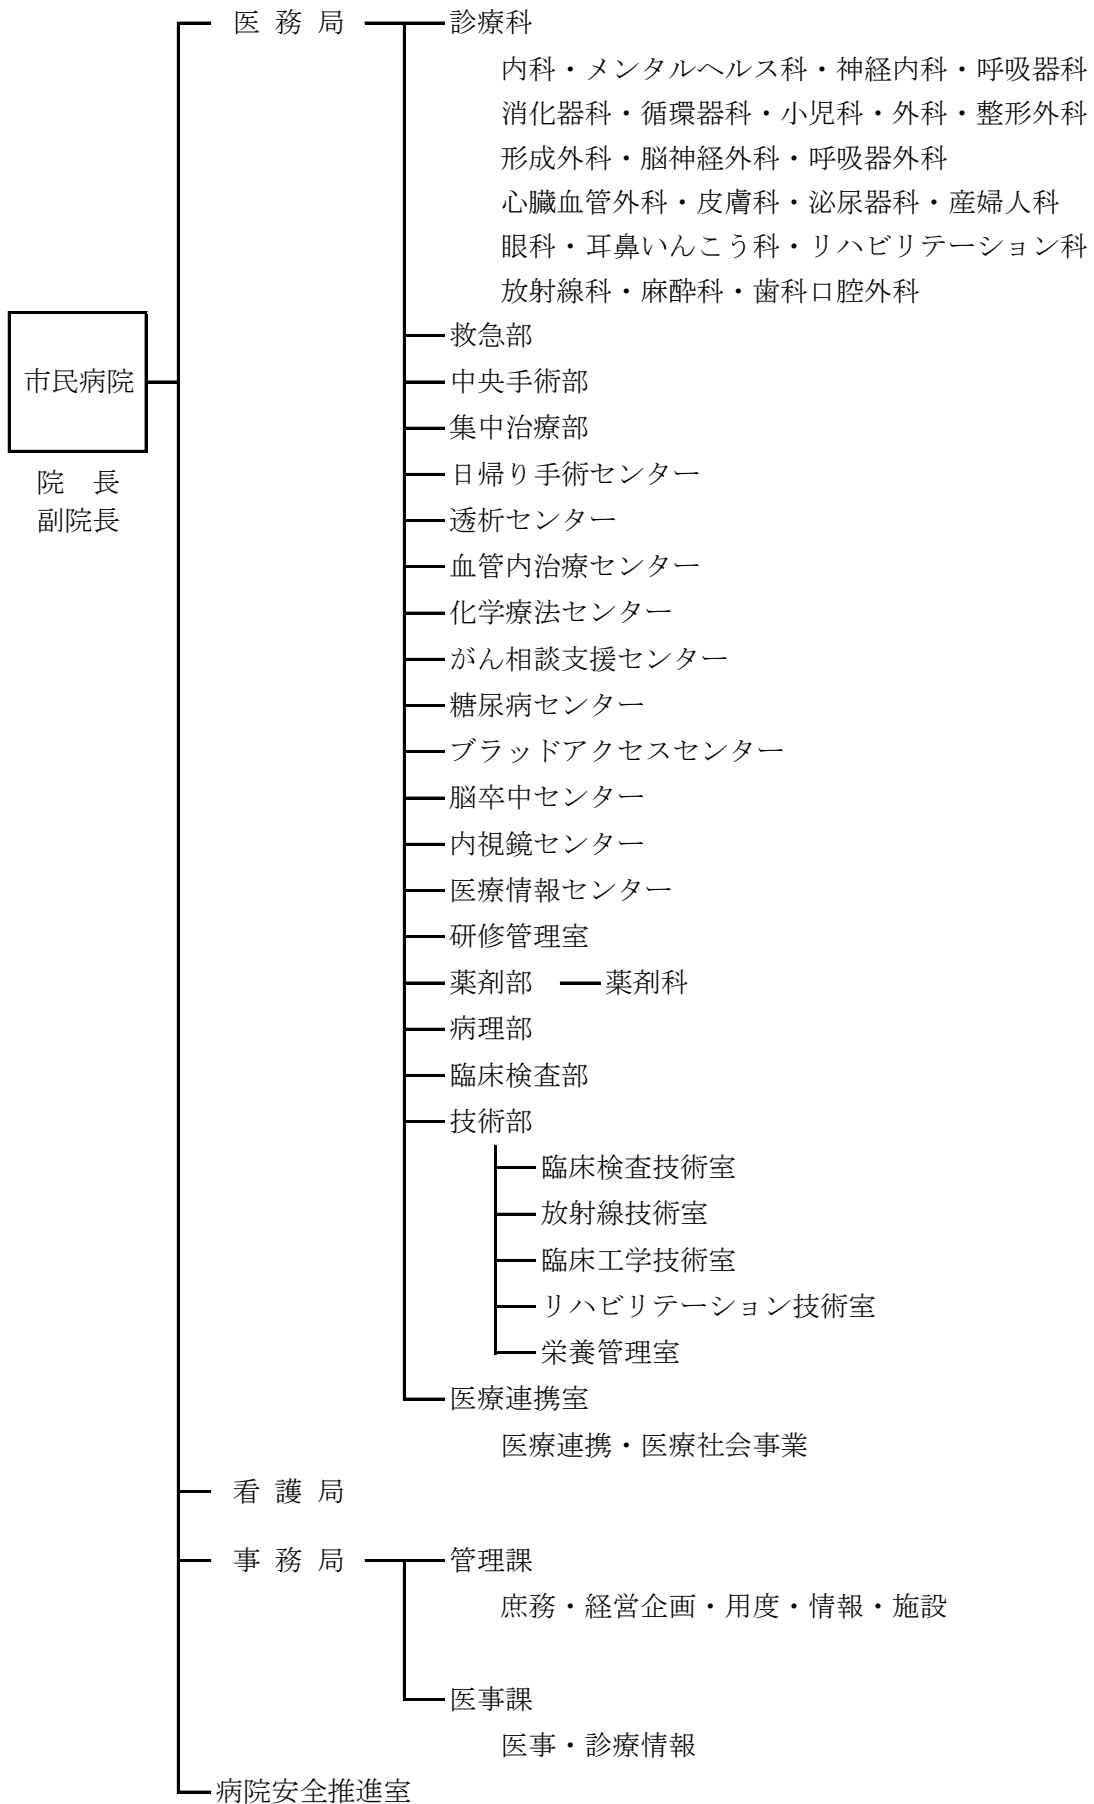 医 務 局
診療科
内科・メンタルヘルス科・神経内科・呼吸器科
消化器科・循環器科・小児科・外科・整形外科
形成外科・脳神経外科・呼吸器外科
心臓血管外科・皮膚科・泌尿器科・産婦人科
眼科・耳鼻いんこう科・リハビリテーション科
放射線科・麻酔科・歯科口腔外科
救急部
市民病院
中央手術部
集中治療部
院　長
日帰り手術センター
副院長
透析センター
血管内治療センター
化学療法センター
がん相談支援センター
糖尿病センター
ブラッドアクセスセンター
脳卒中センター
内視鏡センター
医療情報センター
研修管理室
薬剤部　薬剤科
病理部
臨床検査部
技術部
臨床検査技術室
放射線技術室
臨床工学技術室
リハビリテーション技術室
栄養管理室
医療連携室
医療連携・医療社会事業
看 護 局
事 務 局
管理課
庶務・経営企画・用度・情報・施設
医事課
医事・診療情報
病院安全推進室